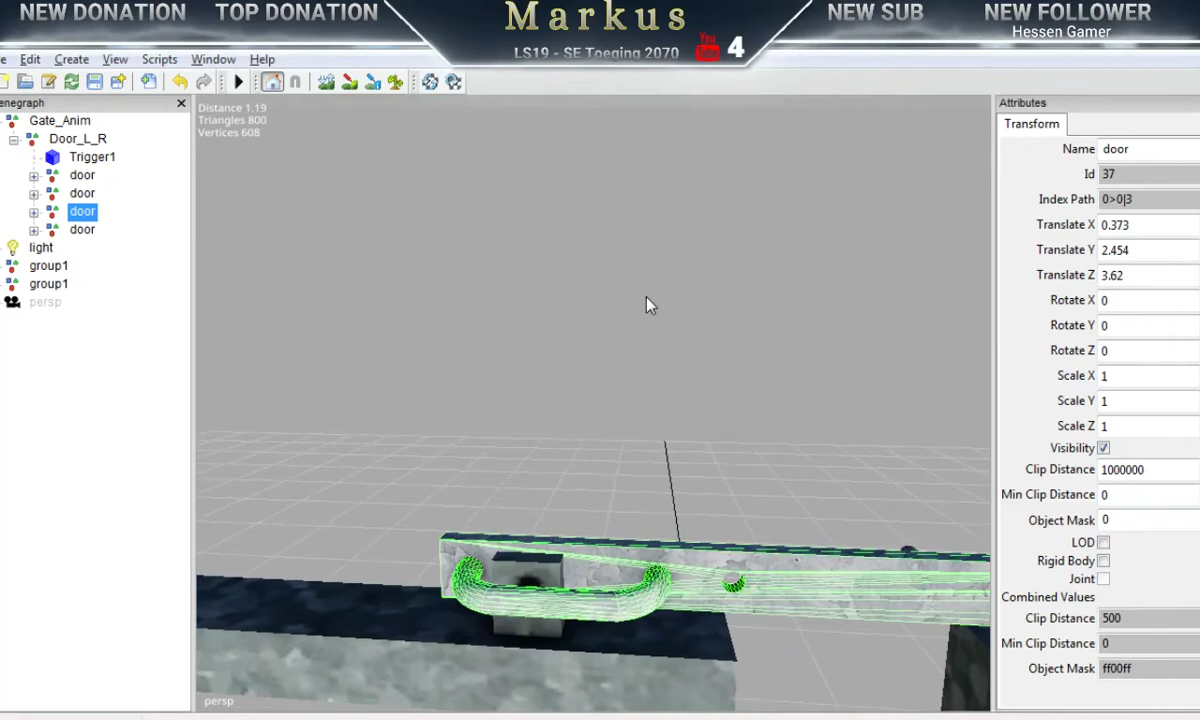 NEW DONATION TOP DONATION Markus NEW SUB NEW FOLLOWER
Hessen Gamer
LS19 - SE Toeging 2070 You Tube 4
Edit Create View Scripts Window Help
enegraph
Gate_Anim
Door_L_R
Trigger1
door
door
door
door
light
group1
group1
persp
Distance 1.19
Triangles 800
Vertices 608
persp
Attributes
Transform
Name door
Id 37
Index Path 0>0|3
Translate X 0.373
Translate Y 2.454
Translate Z 3.62
Rotate X 0
Rotate Y 0
Rotate Z 0
Scale X 1
Scale Y 1
Scale Z 1
Visibility
Clip Distance 1000000
Min Clip Distance 0
Object Mask 0
LOD
Rigid Body
Joint
Combined Values
Clip Distance 500
Min Clip Distance 0
Object Mask ff00ff